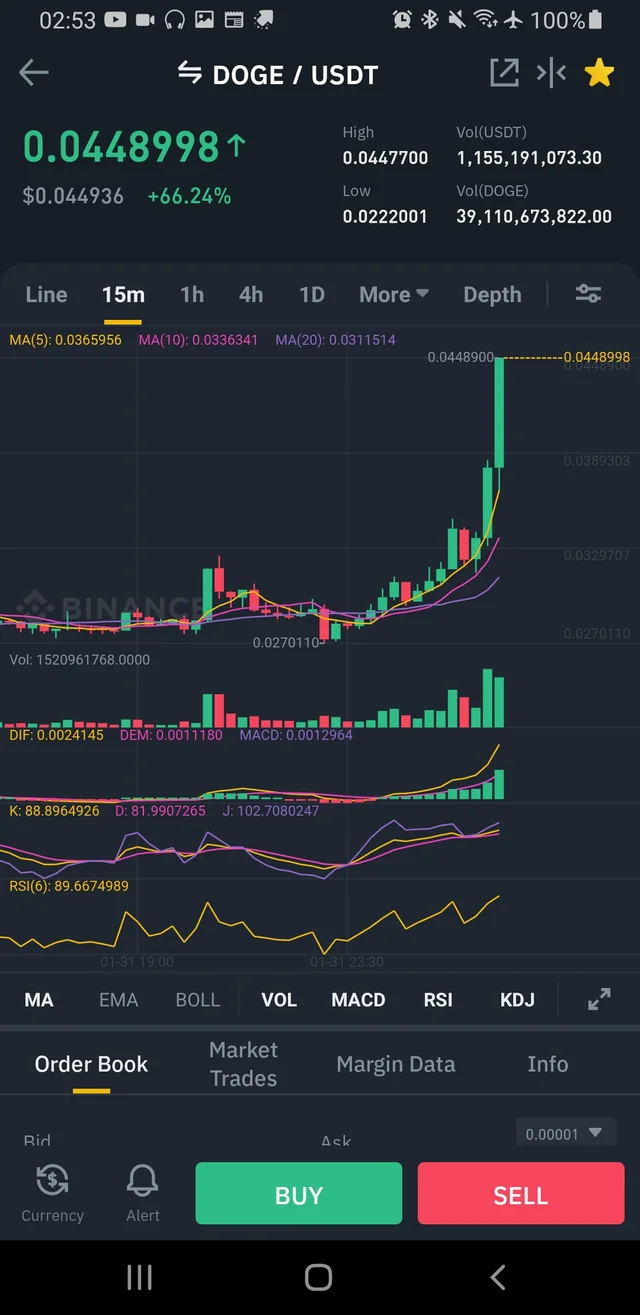 02:53
100%
DOGE / USDT
0.0448998
$0.044936 +66.24%
High
0.0447700
Vol(USDT)
1,155,191,073.30
Low
0.0222001
Vol(DOGE)
39,110,673,822.00
Line 15m 1h 4h 1D More Depth
MA(5): 0.0365956 MA(10): 0.0336341 MA(20): 0.0311514
0.0448900
0.0448998
0.0448900
0.0389303
0.0329707
BINANCE
0.0270110
0.0270110
Vol: 1520961768.0000
DIF: 0.0024145 DEM: 0.0011180 MACD: 0.0012964
K: 88.8964926 D: 81.9907265 J: 102.7080247
RSI(6): 89.6674989
01-31 19:00 01-31 23:30
MA EMA BOLL VOL MACD RSI KDJ
Order Book
Market
Trades
Margin Data
Info
Bid Ask
0.00001
Currency
Alert
BUY
SELL